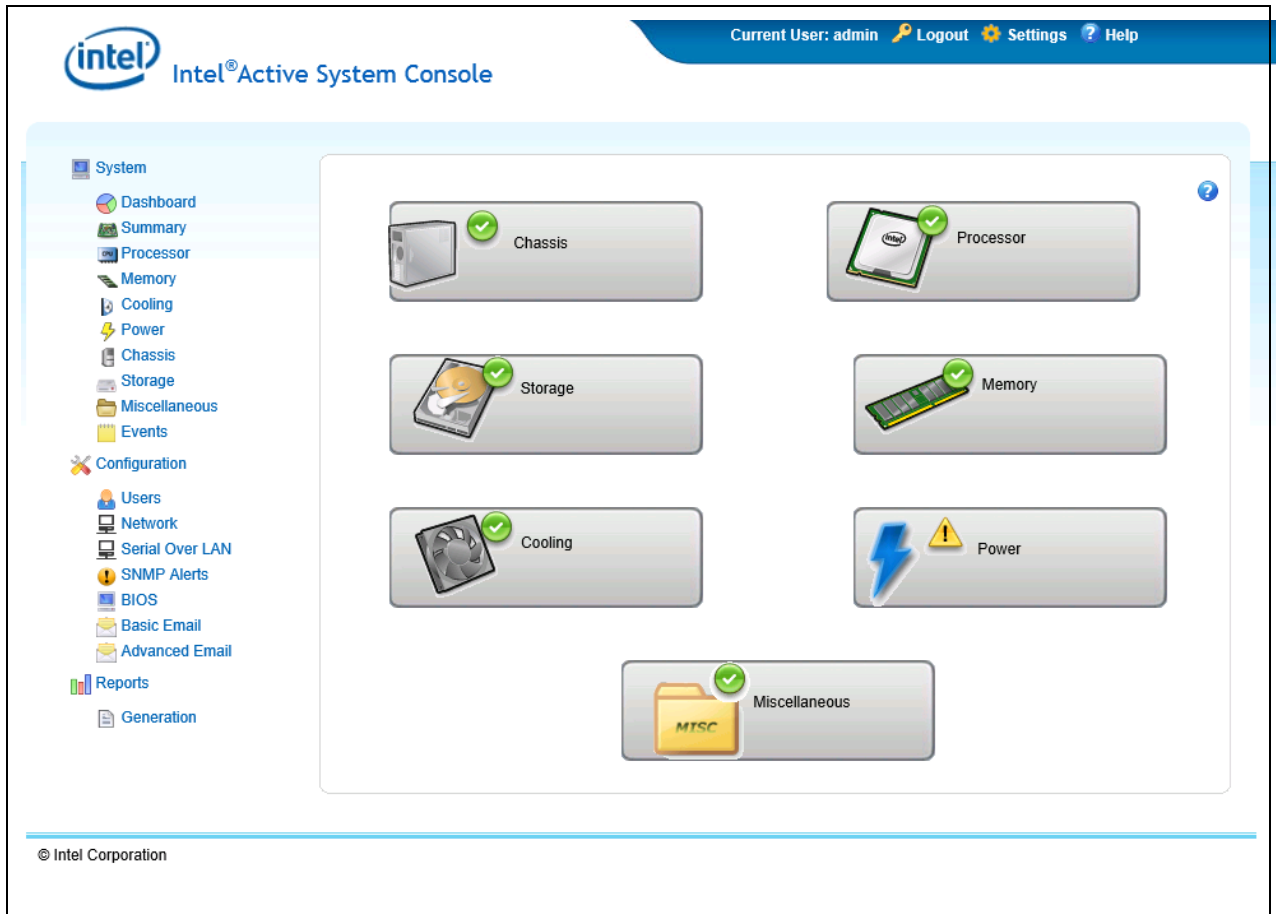 Current User: admin Logout Settings ? Help
intel
Intel®Active System Console
System
Dashboard
Summary
CPU Processor
Memory
Cooling
Power
Chassis
Storage
Miscellaneous
Events
Configuration
Users
Network
Serial Over LAN
! SNMP Alerts
BIOS
Basic Email
Advanced Email
Reports
Generation
?
Chassis
intel
Processor
Storage
Memory
Cooling
!
Power
MISC
Miscellaneous
© Intel Corporation